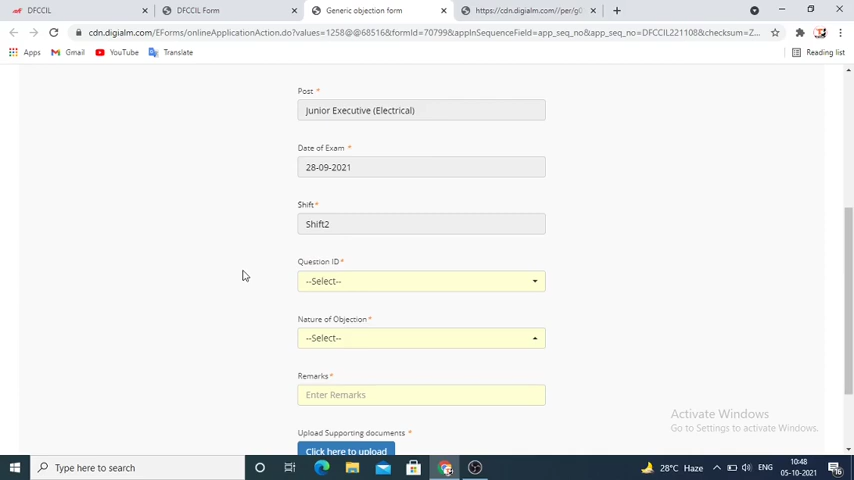 DFCCIL
DFCCIL Form
Generic objection form
https://cdn.digialm.com//per/g0
cdn.digialm.com/EForms/onlineApplicationAction.do?values=1258@@68516&formId=70799&appInSequenceField=app_seq_no&app_seq_no=DFCCIL221108&checksum=Z...
Apps
Gmail
YouTube
Translate
Reading list
Post *
Junior Executive (Electrical)
Date of Exam *
28-09-2021
Shift*
Shift2
Question ID*
--Select--
Nature of Objection*
--Select--
Remarks*
Enter Remarks
Upload Supporting documents *
Click here to upload
Activate Windows
Go to Settings to activate Windows.
Type here to search
28°C Haze
ENG
10:48
05-10-2021
16